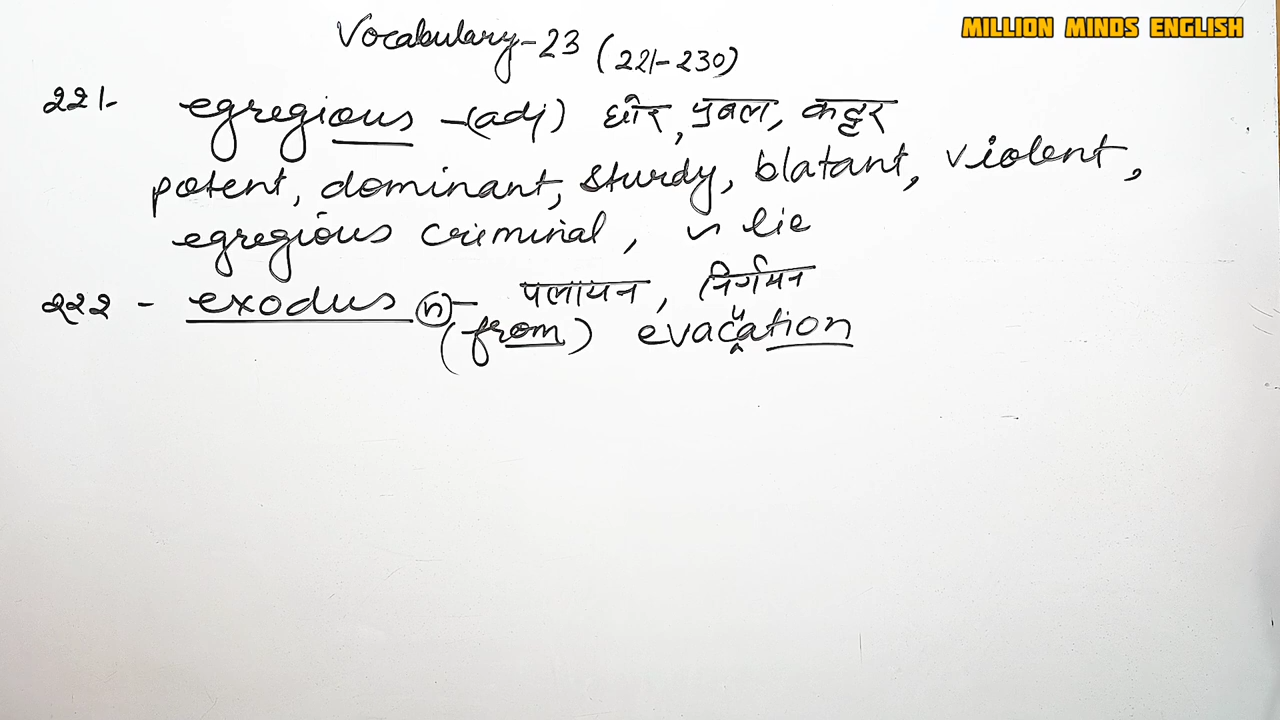 MILLION MINDS ENGLISH
Vocabulary-23 (221-230)
221- egregious -(adj) घोर, प्रबल, कट्टर
potent, dominant, sturdy, blatant, violent,
egregious criminal, " lie
222 - exodus (n)- पलायन, निर्गमन
(from) evacuation